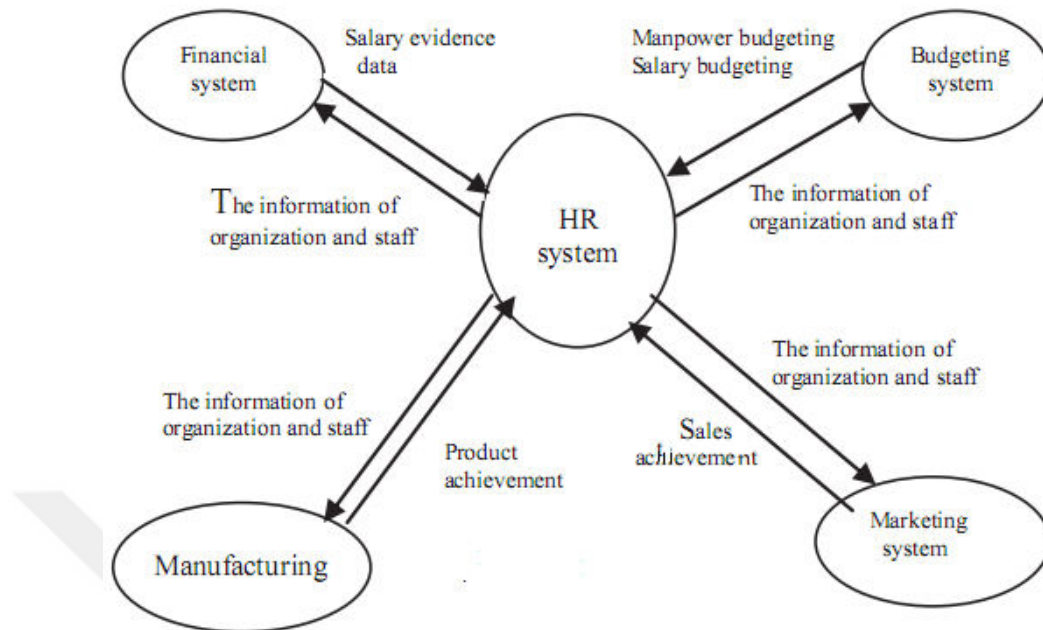 Financial
system
Salary evidence
data
Manpower budgeting
Salary budgeting
Budgeting
system
The information of
organization and staff
HR
system
The information of
organization and staff
The information of
organization and staff
The information of
organization and staff
Product
achievement
Sales
achievement
Manufacturing
Marketing
system